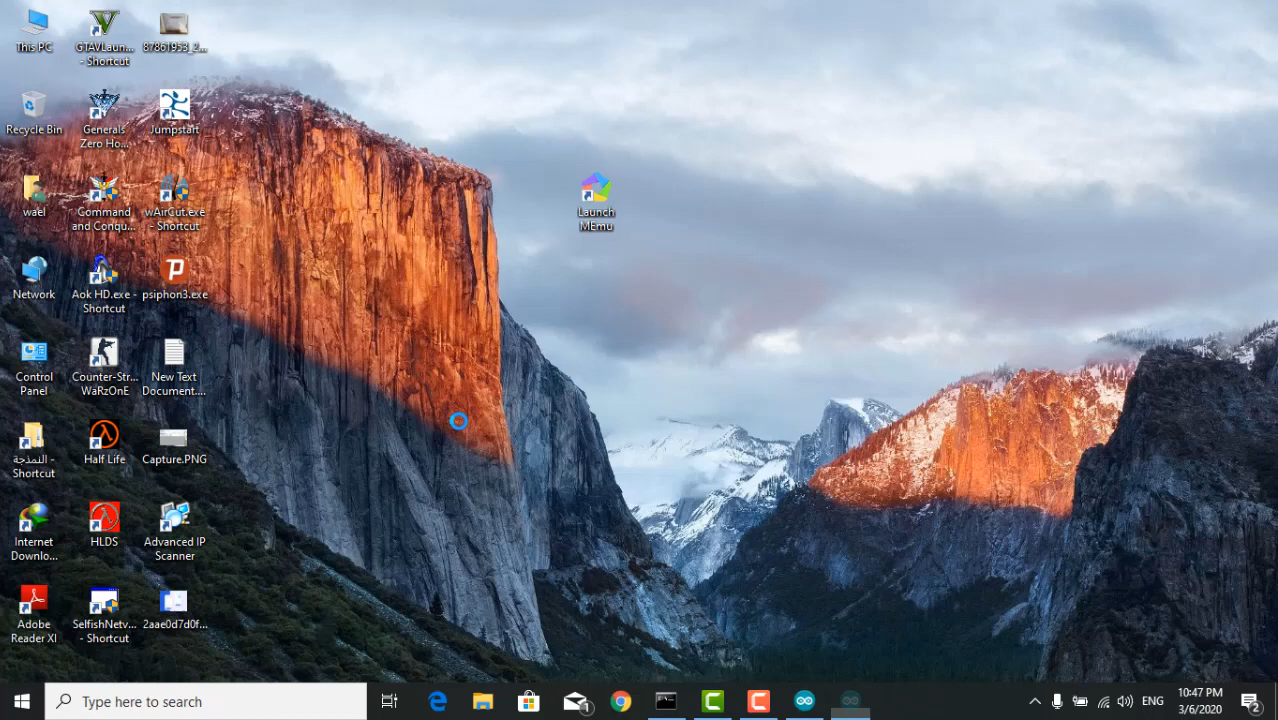 This PC
GTAVLaun...
- Shortcut
87861953_2...
Recycle Bin
Generals
Zero Ho...
Jumpstart
wael
Command
and Conqu...
wAirCut.exe
- Shortcut
Launch
MEmu
Network
Aok HD.exe -
Shortcut
psiphon3.exe
Control
Panel
Counter-Str...
WaRzOnE
New Text
Document....
النمذجة -
Shortcut
Half Life
Capture.PNG
Internet
Downlo...
HLDS
Advanced IP
Scanner
Adobe
Reader XI
SelfishNetv...
- Shortcut
2aae0d7d0f...
Type here to search
1
ENG
10:47 PM
3/6/2020
2